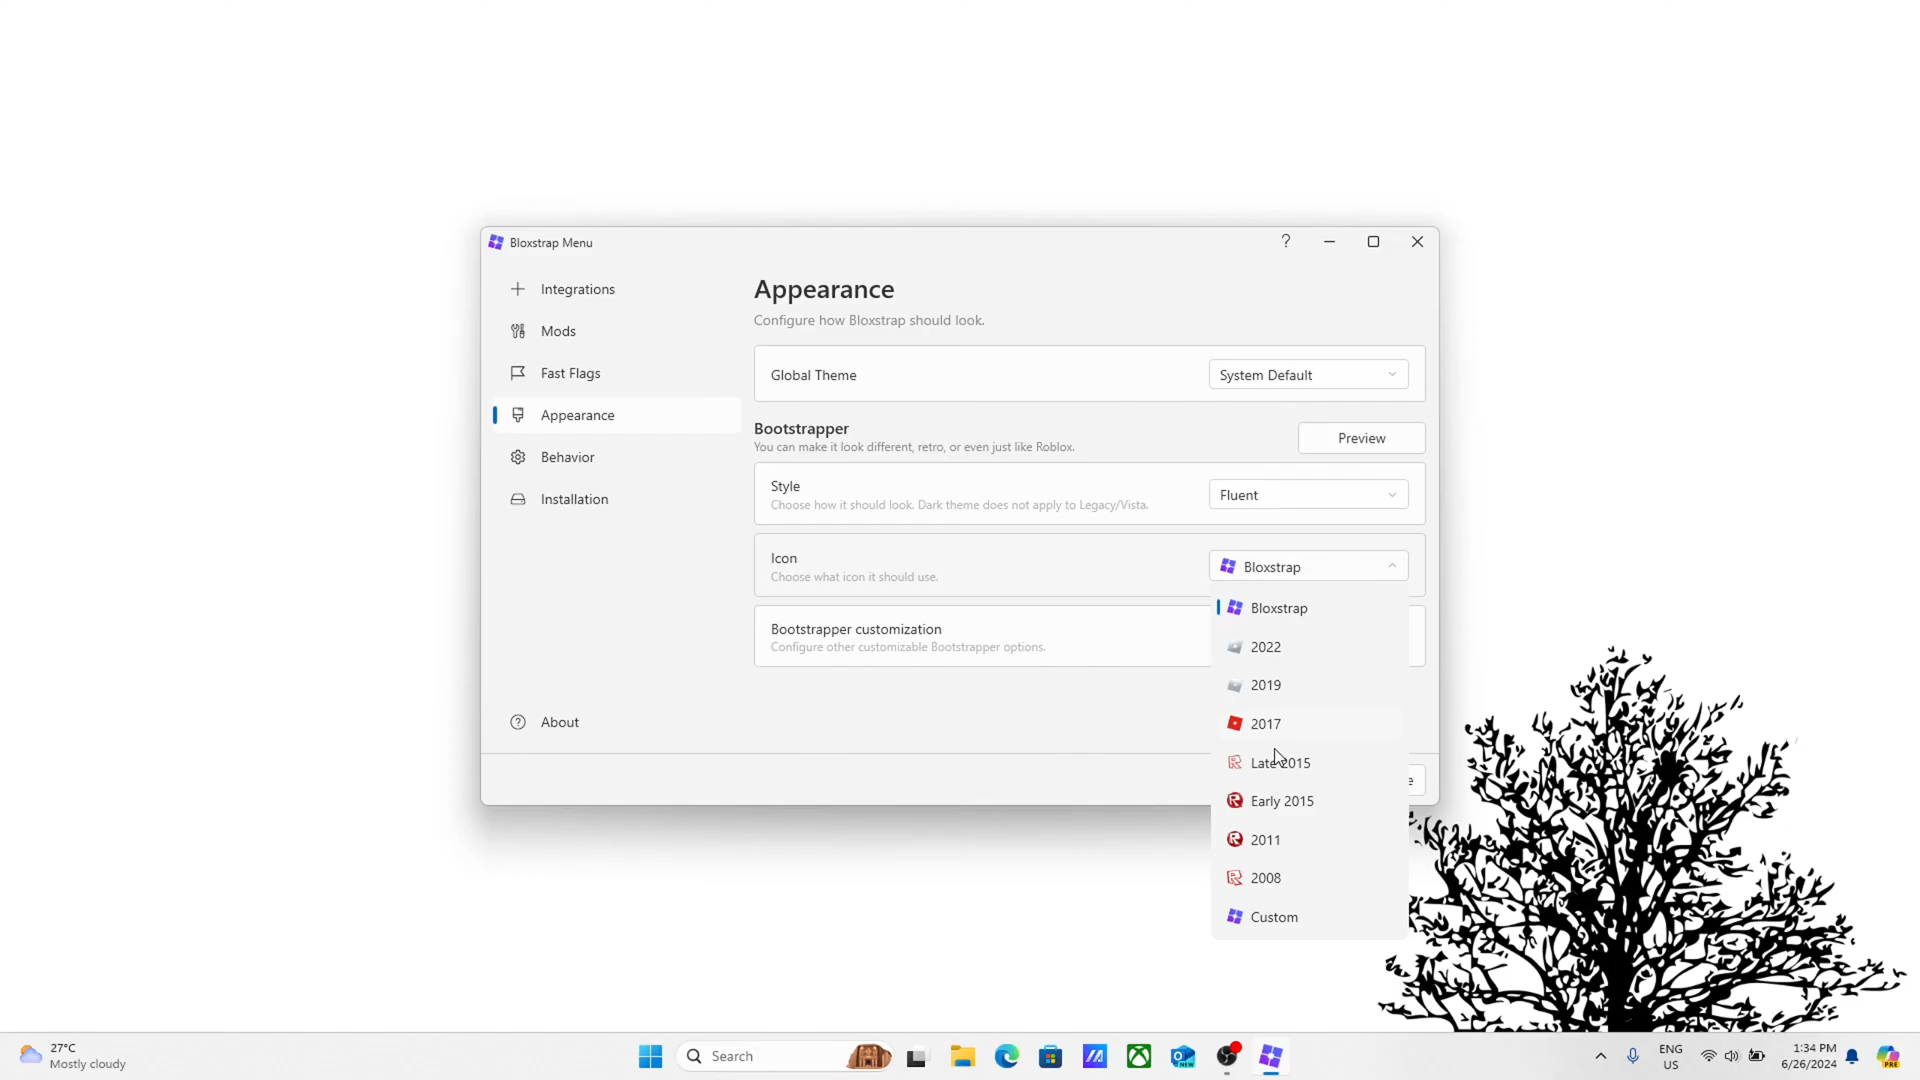 Bloxstrap Menu
?
Integrations
Mods
Fast Flags
Appearance
Behavior
Installation
About
Appearance
Configure how Bloxstrap should look.
Global Theme
System Default
Bootstrapper
You can make it look different, retro, or even just like Roblox.
Preview
Style
Choose how it should look. Dark theme does not apply to Legacy/Vista.
Fluent
Icon
Choose what icon it should use.
Bloxstrap
Bootstrapper customization
Configure other customizable Bootstrapper options.
Bloxstrap
2022
2019
2017
Late 2015
Early 2015
2011
2008
Custom
27°C
Mostly cloudy
Search
NEW
ENG
US
1:34 PM
6/26/2024
PRE